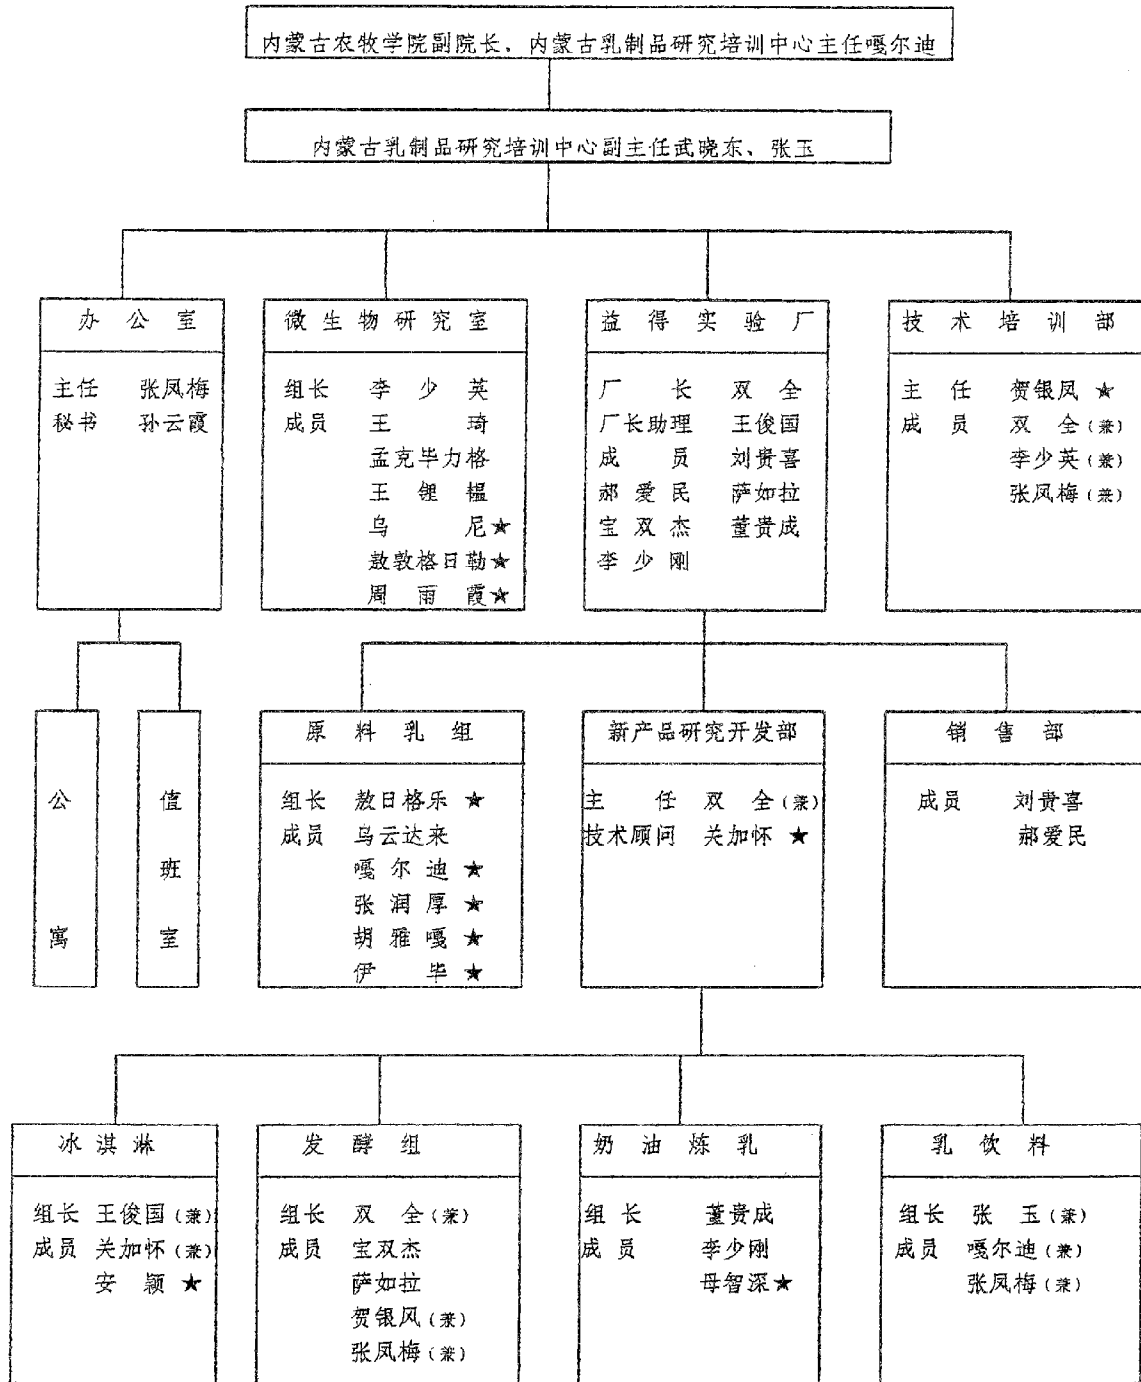 内蒙古农牧学院副院长、内蒙古乳制品研究培训中心主任嘎尔迪
内蒙古乳制品研究培训中心副主任武晓东、张玉
办公室
主任 张凤梅
秘书 孙云霞
微生物研究室
组长 李少英
成员 王琦
孟克毕力格
王锂榅
乌尼★
敖敦格日勒★
周雨霞★
益得实验厂
厂长 双全
厂长助理 王俊国
成员 刘贵喜
郝爱民 萨如拉
宝双杰 董贵成
李少刚
技术培训部
主任 贺银凤 ★
成员 双全(兼)
李少英(兼)
张凤梅(兼)
公寓
值班室
原料乳组
组长 敖日格乐 ★
成员 乌云达来
嘎尔迪 ★
张润厚 ★
胡雅嘎 ★
伊毕 ★
新产品研究开发部
主任 双全(兼)
技术顾问 关加怀 ★
销售部
成员 刘贵喜
郝爱民
冰淇淋
组长 王俊国(兼)
成员 关加怀(兼)
安颖 ★
发酵组
组长 双全(兼)
成员 宝双杰
萨如拉
贺银凤(兼)
张凤梅(兼)
奶油炼乳
组长 董贵成
成员 李少刚
母智深★
乳饮料
组长 张玉(兼)
成员 嘎尔迪(兼)
张凤梅(兼)